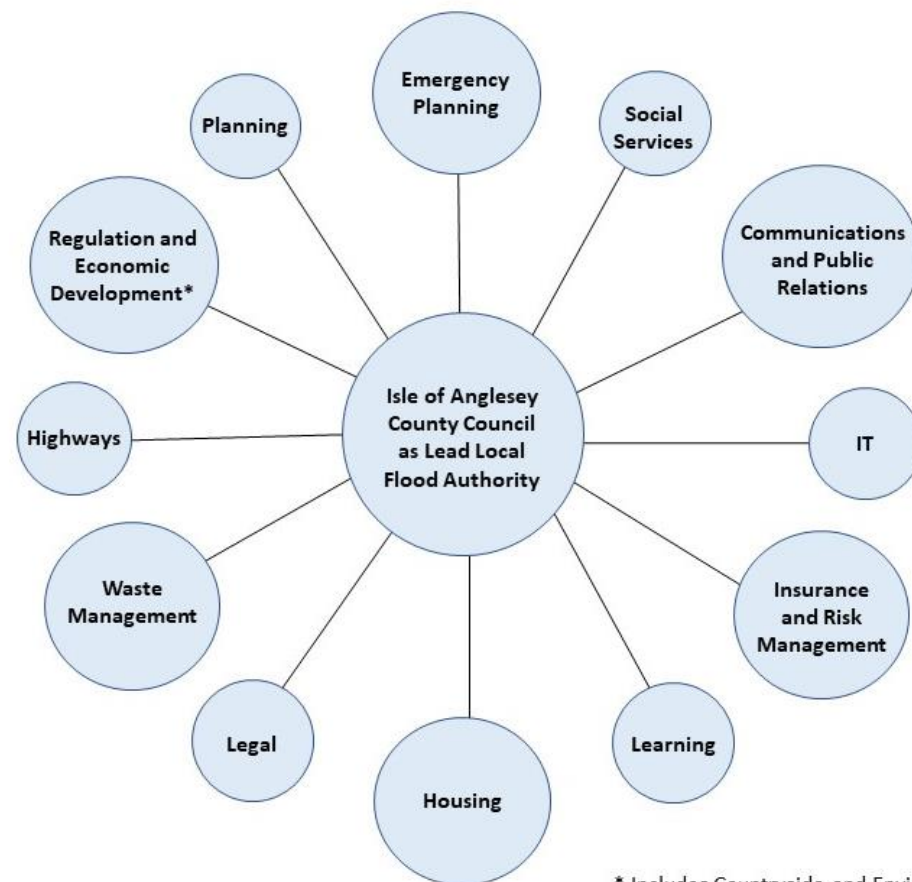 Emergency
Planning
Social
Services
Communications
and Public
Relations
IT
Insurance
and Risk
Management
Learning
Housing
Legal
Waste
Management
Highways
Regulation and
Economic
Development*
Planning
Isle of Anglesey
County Council
as Lead Local
Flood Authority
* Includes Countryside and